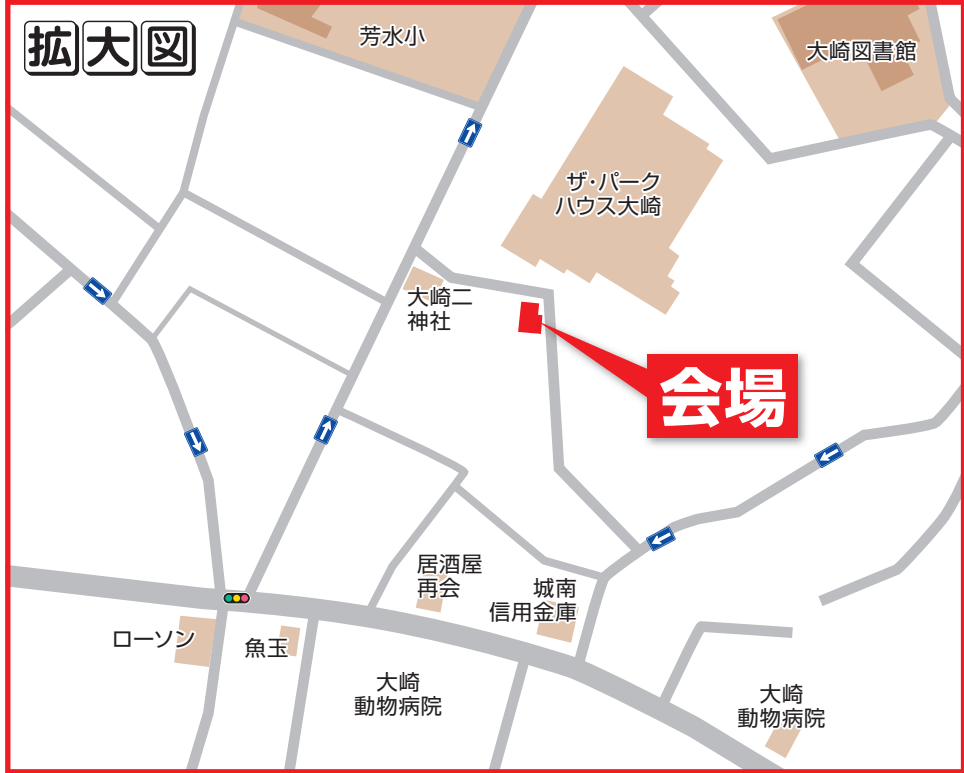 拡大図
芳水小
大崎図書館
ザ・パーク
ハウス大崎
大崎二
神社
会場
居酒屋
再会
城南
信用金庫
ローソン
魚玉
大崎
動物病院
大崎
動物病院